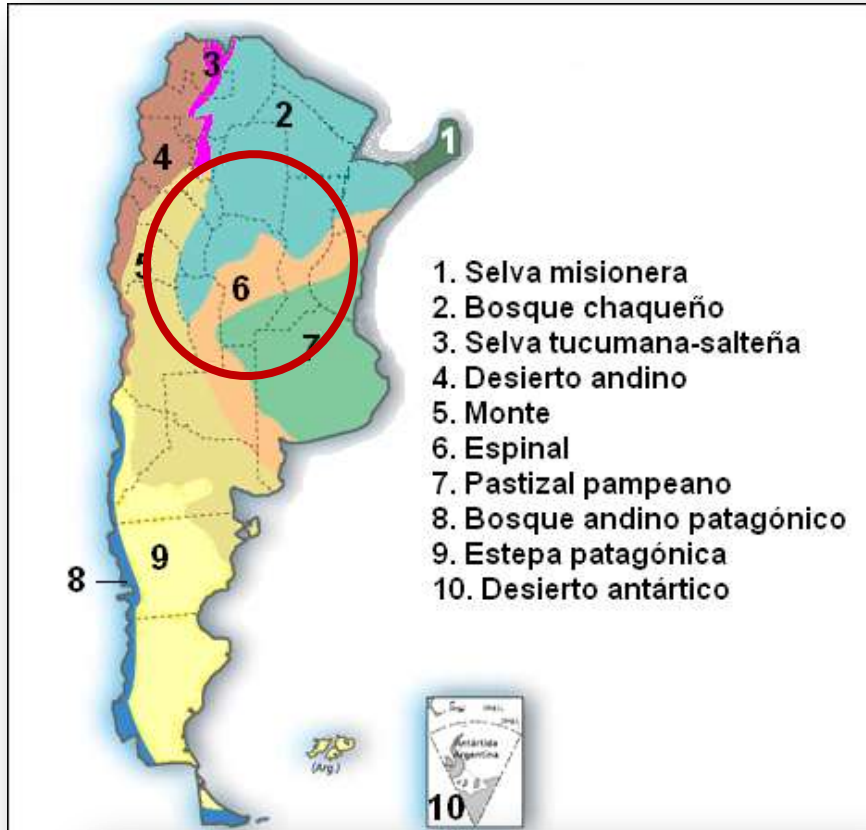 3
2
1
4
5
6
7
1. Selva misionera
2. Bosque chaqueño
3. Selva tucumana-salteña
4. Desierto andino
5. Monte
6. Espinal
7. Pastizal pampeano
8. Bosque andino patagónico
9. Estepa patagónica
10. Desierto antártico
9
8
(Arg.)
Antártida
Argentina
10